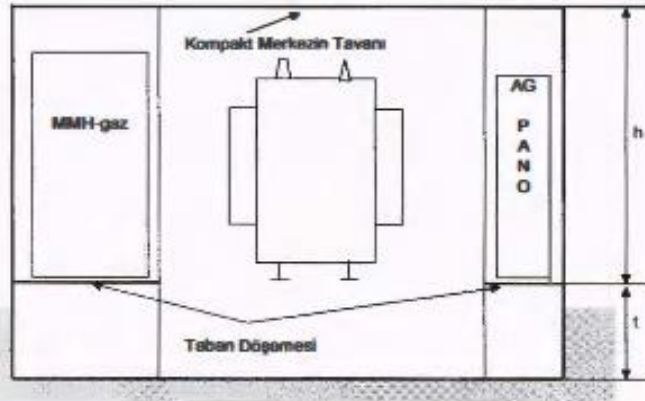 Kompakt Merkezin Tavanı
MMH-gaz
AG
P
A
N
O
h
Taban Döşemesi
t